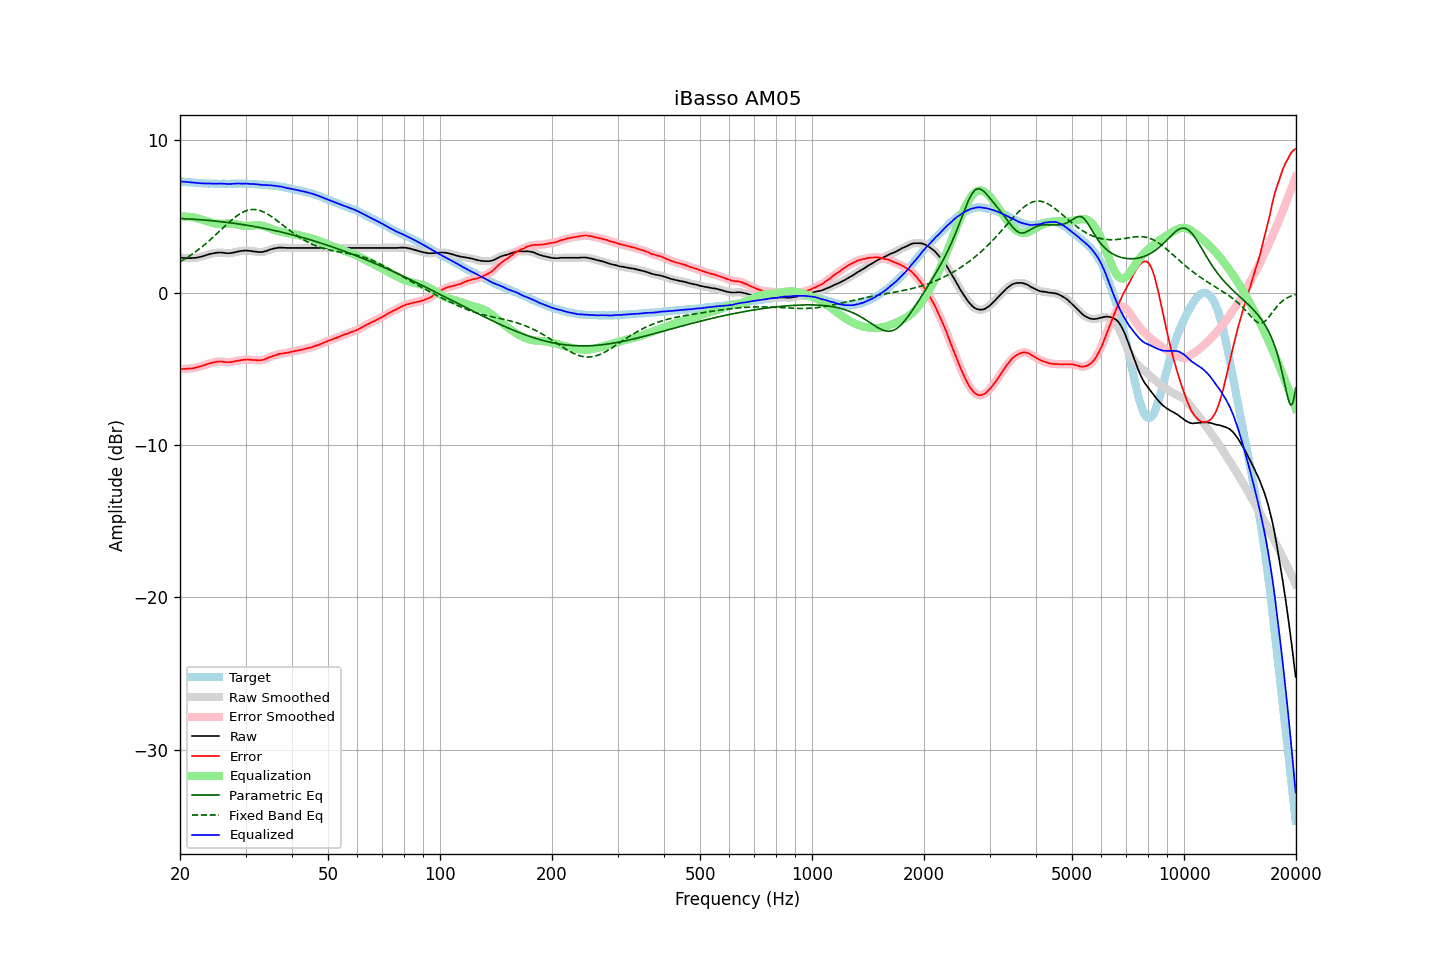 iBasso AM05
Amplitude (dBr)
10
0
−10
−20
−30
Target
Raw Smoothed
Error Smoothed
Raw
Error
Equalization
Parametric Eq
Fixed Band Eq
Equalized
20 50 100 200 500 1000 2000 5000 10000 20000
Frequency (Hz)